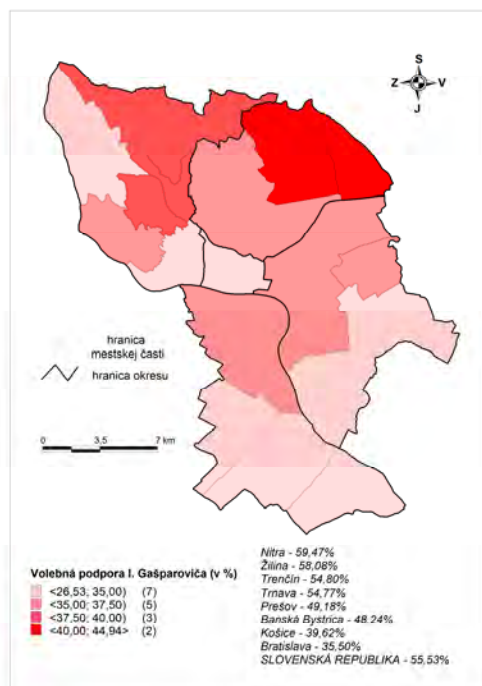 S
Z V
J
hranica
mestskej časti
hranica okresu
0 3,5 7 km
Volebná podpora I. Gašparoviča (v %)
<26,53; 35,00) (7)
<35,00; 37,50) (5)
<37,50; 40,00) (3)
<40,00; 44,94> (2)
Nitra - 59,47%
Žilina - 58,08%
Trenčín - 54,80%
Trnava - 54,77%
Prešov - 49,18%
Banská Bystrica - 48.24%
Košice - 39,62%
Bratislava - 35,50%
SLOVENSKÁ REPUBLIKA - 55,53%